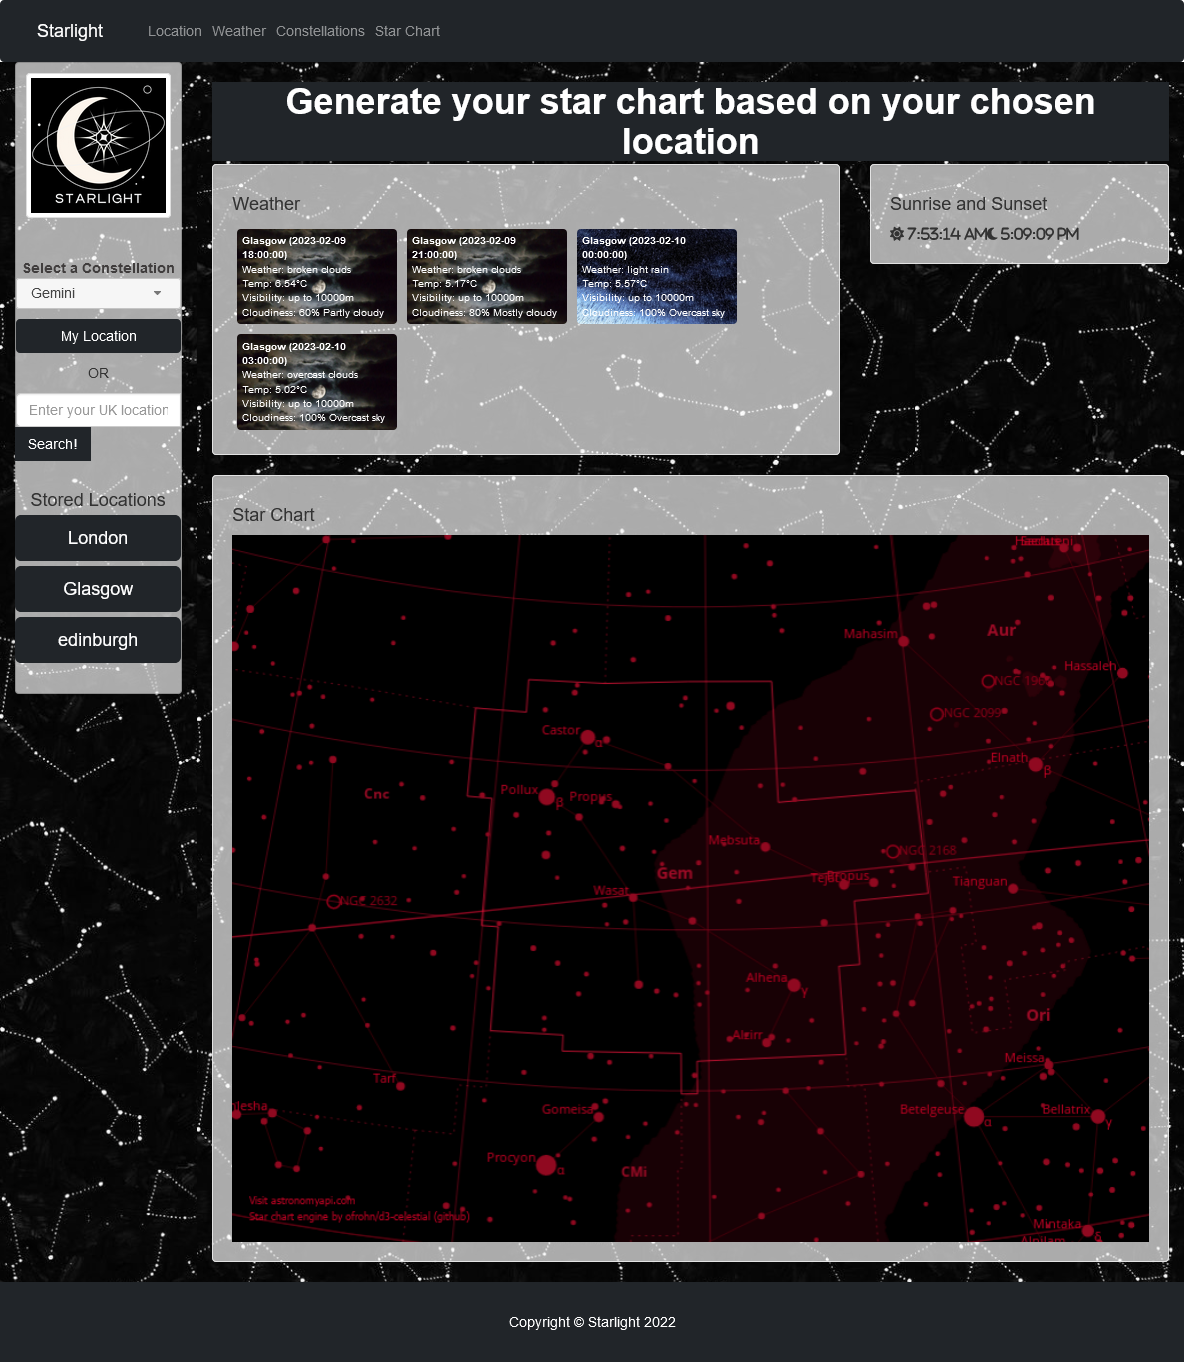 Starlight
Location Weather Constellations Star Chart
STARLIGHT
Select a Constellation
Gemini
My Location
OR
Enter your UK location
Search!
Stored Locations
London
Glasgow
edinburgh
Generate your star chart based on your chosen
location
Weather
Glasgow (2023-02-09
18:00:00)
Weather: broken clouds
Temp: 6.54°C
Visibility: up to 10000m
Cloudiness: 60% Partly cloudy
Glasgow (2023-02-09
21:00:00)
Weather: broken clouds
Temp: 5.17°C
Visibility: up to 10000m
Cloudiness: 80% Mostly cloudy
Glasgow (2023-02-10
00:00:00)
Weather: light rain
Temp: 5.57°C
Visibility: up to 10000m
Cloudiness: 100% Overcast sky
Glasgow (2023-02-10
03:00:00)
Weather: overcast clouds
Temp: 5.02°C
Visibility: up to 10000m
Cloudiness: 100% Overcast sky
Sunrise and Sunset
7:53:14 AM 5:09:09 PM
Star Chart
Mahasim
Aur
Hassaleh
NGC 2099
Castor α
Elnath β
Pollux β Propus
Cnc
Mebsuta
NGC 2168
Gem
Propus
Wasat
Tianguan
NGC 2632
Alhena γ
Ori
Alzirr
Meissa
Tarf
Gomeisa
Betelgeuse α
Bellatrix γ
Procyon α
CMi
Visit astronomyapi.com
Star chart engine by ofrohn/d3-celestial (github)
Mintaka δ
Copyright © Starlight 2022